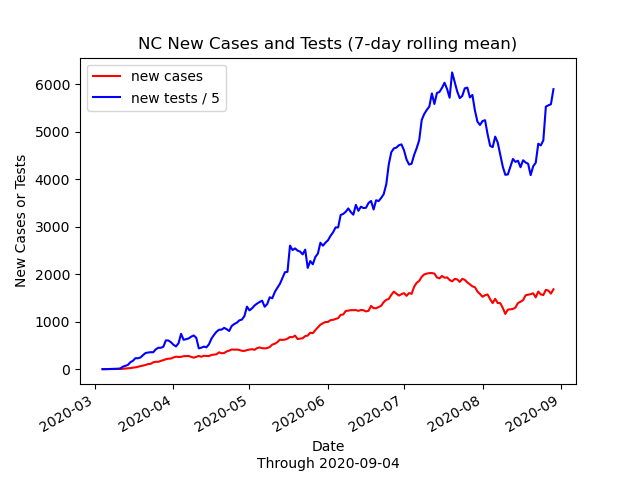 NC New Cases and Tests (7-day rolling mean)
new cases
new tests / 5
New Cases or Tests
6000
5000
4000
3000
2000
1000
0
2020-03
2020-04
2020-05
2020-06
2020-07
2020-08
2020-09
Date
Through 2020-09-04